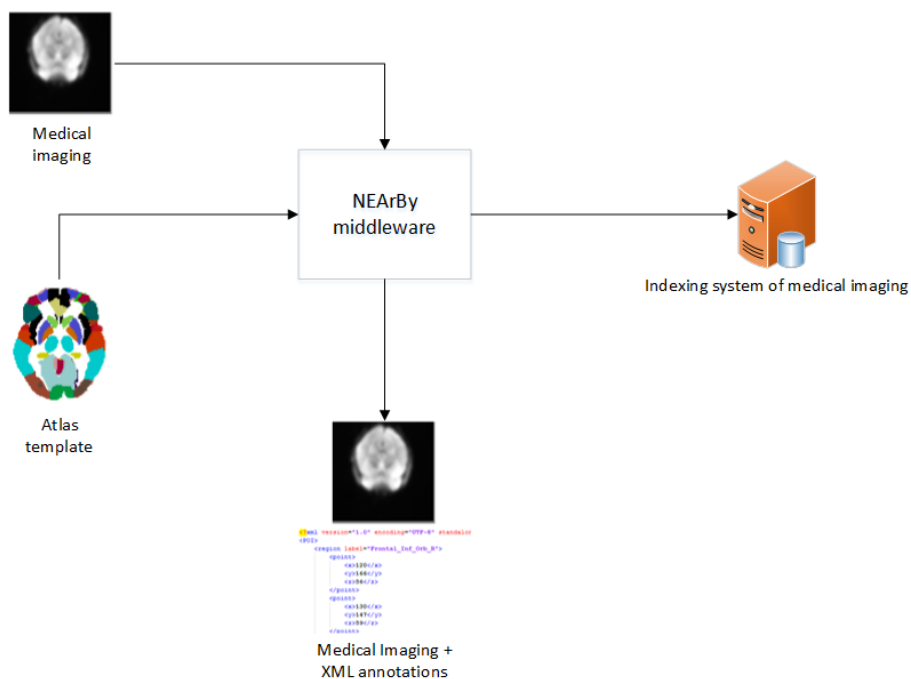 Medical
imaging
NEArBy
middleware
Indexing system of medical imaging
Atlas
template
<?xml version="1.0" encoding="UTF-8" standalo
<ROI>
<region label="Frontal_Inf_Orb_R">
<point>
<x>120</x>
<y>146</y>
<z>56</z>
</point>
<point>
<x>130</x>
<y>147</y>
<z>59</z>
</point>
Medical Imaging +
XML annotations